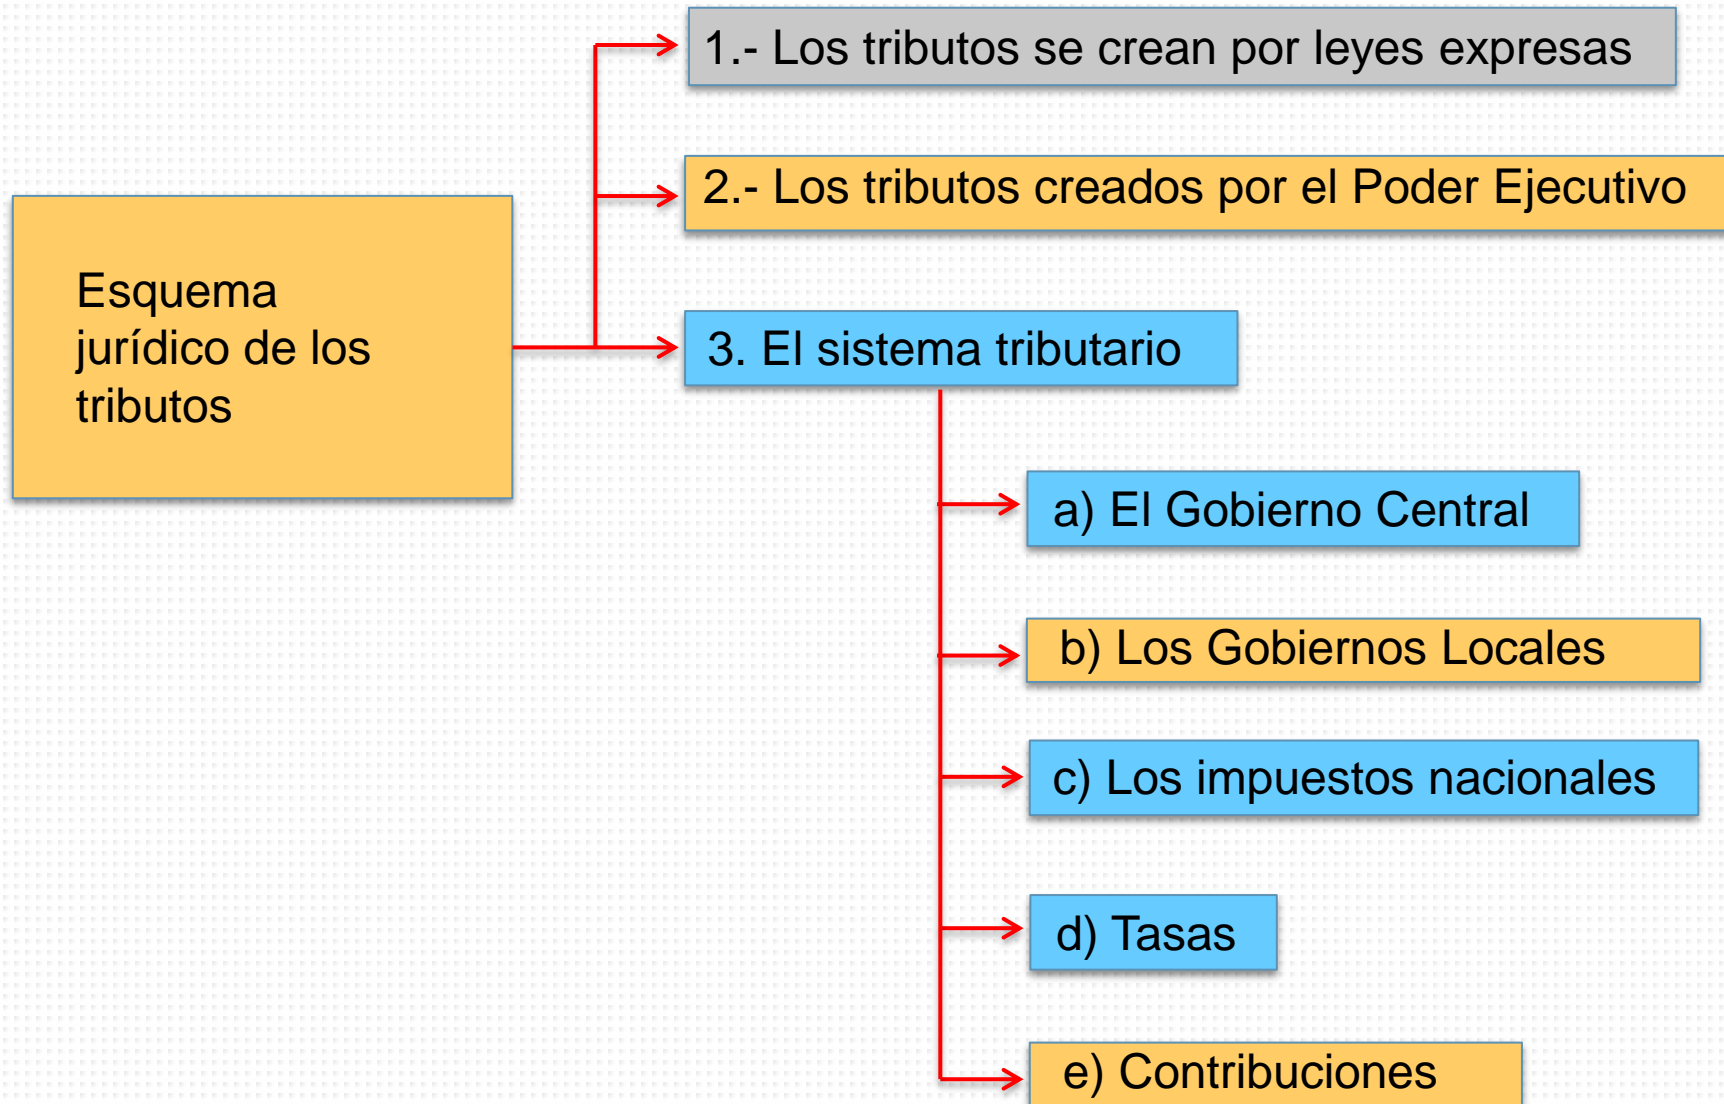 1.- Los tributos se crean por leyes expresas
2.- Los tributos creados por el Poder Ejecutivo
Esquema
jurídico de los
tributos
3. El sistema tributario
a) El Gobierno Central
b) Los Gobiernos Locales
c) Los impuestos nacionales
d) Tasas
e) Contribuciones